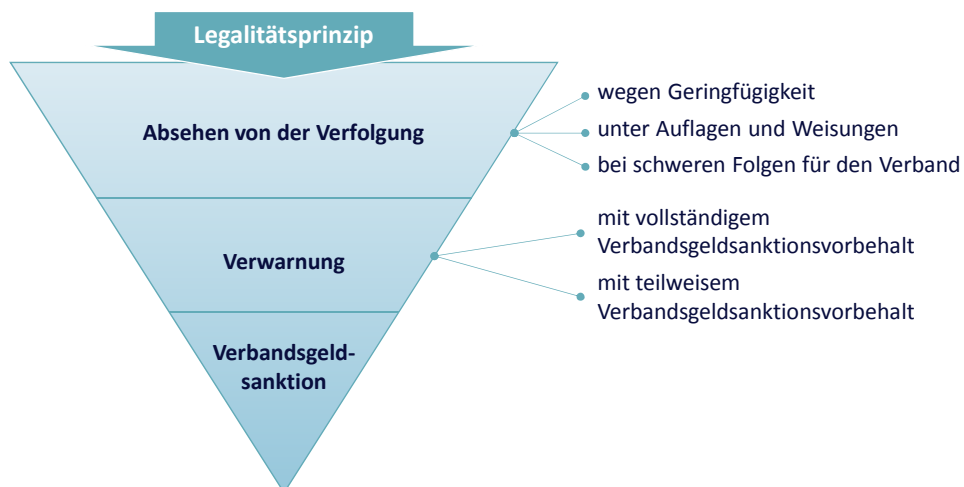 Legalitätsprinzip
Absehen von der Verfolgung
wegen Geringfügigkeit
unter Auflagen und Weisungen
bei schweren Folgen für den Verband
Verwarnung
mit vollständigem
Verbandsgeldsanktionsvorbehalt
mit teilweisem
Verbandsgeldsanktionsvorbehalt
Verbandsgeld-
sanktion